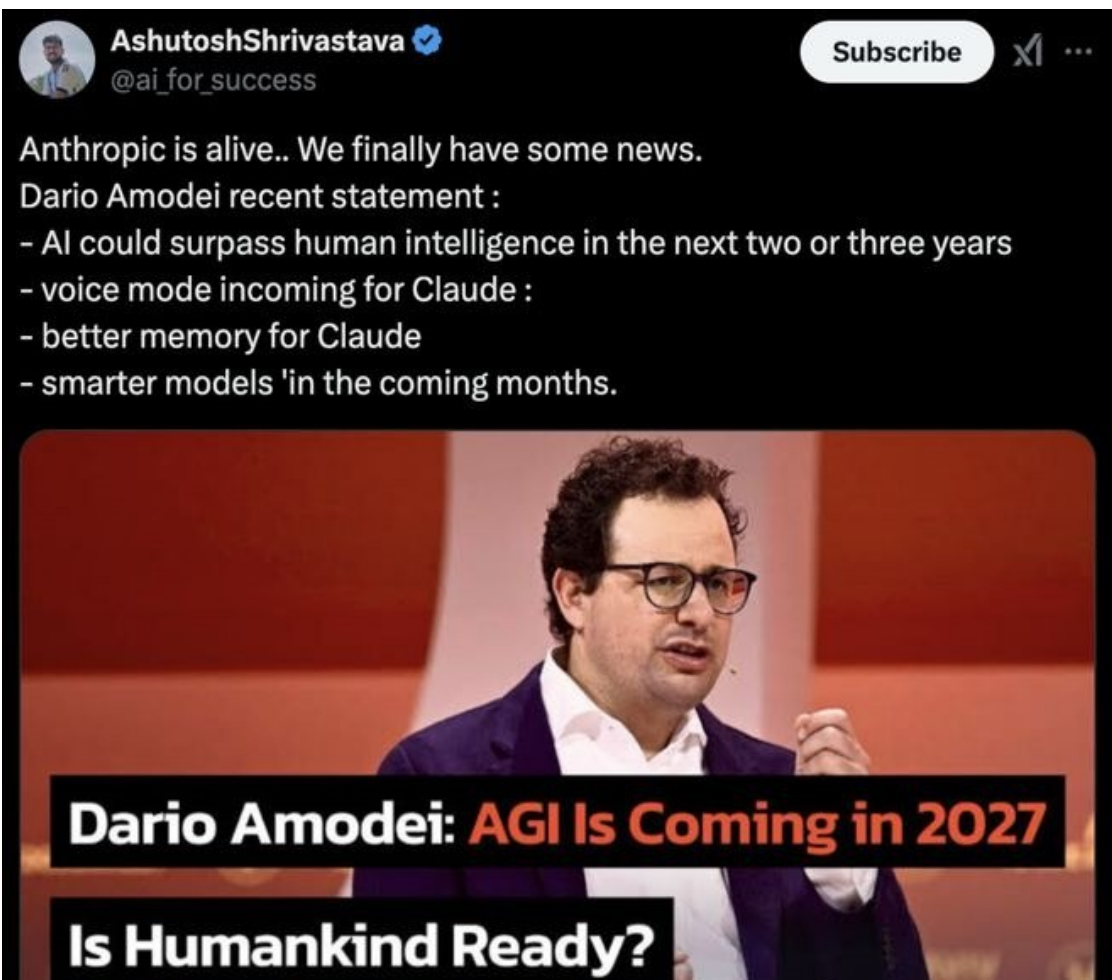 AshutoshShrivastava
@ai_for_success
Subscribe
Anthropic is alive.. We finally have some news.
Dario Amodei recent statement :
- AI could surpass human intelligence in the next two or three years
- voice mode incoming for Claude :
- better memory for Claude
- smarter models 'in the coming months.
Dario Amodei: AGI Is Coming in 2027
Is Humankind Ready?